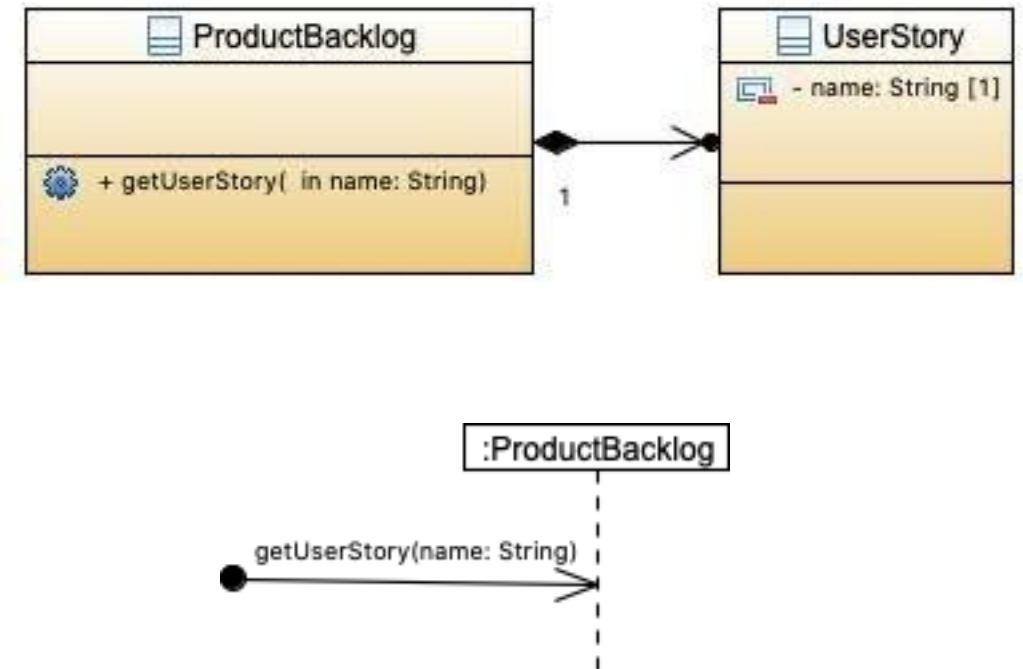 ProductBacklog
+ getUserStory( in name: String)
1
UserStory
- name: String [1]
:ProductBacklog
getUserStory(name: String)